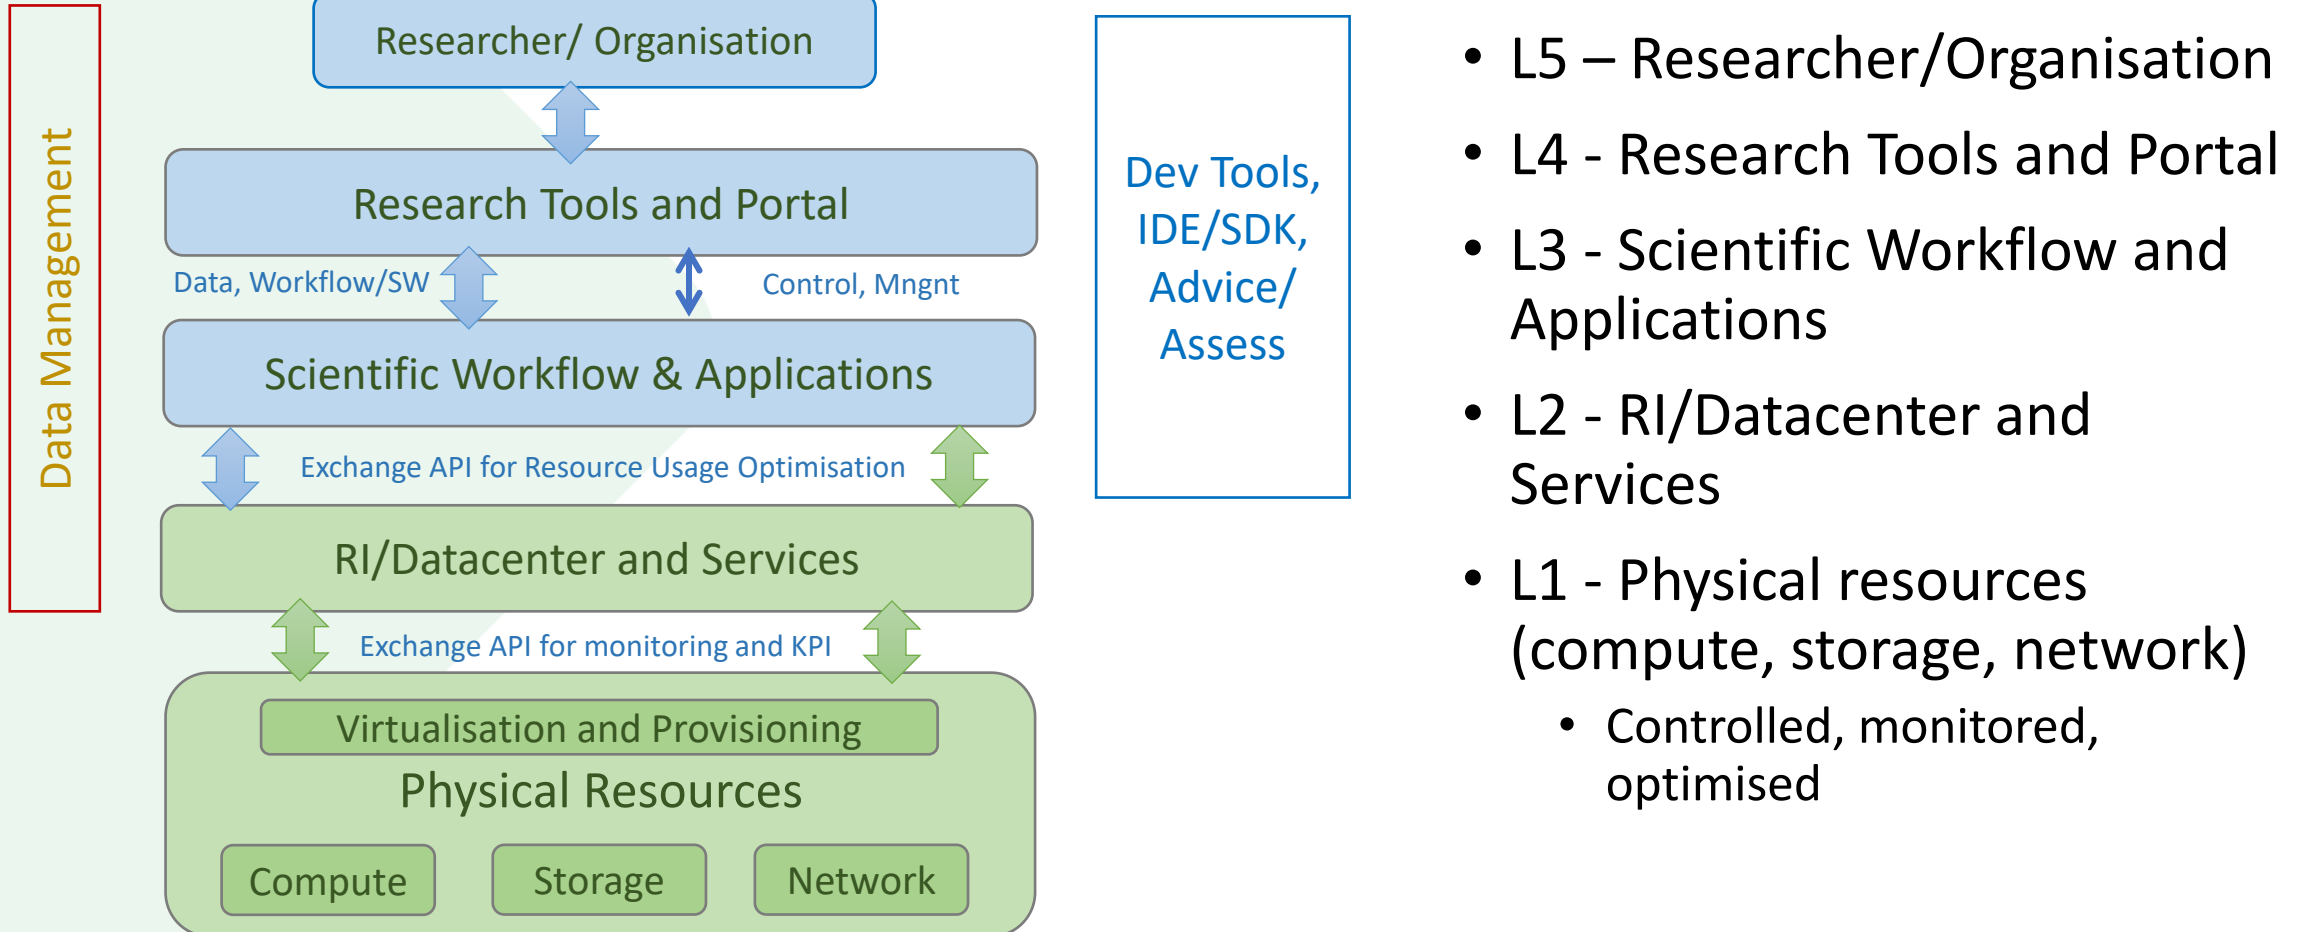 Data Management
Researcher/ Organisation
Research Tools and Portal
Data, Workflow/SW
Control, Mngnt
Scientific Workflow & Applications
Exchange API for Resource Usage Optimisation
RI/Datacenter and Services
Exchange API for monitoring and KPI
Virtualisation and Provisioning
Physical Resources
Compute
Storage
Network
Dev Tools,
IDE/SDK,
Advice/
Assess
• L5 – Researcher/Organisation
• L4 - Research Tools and Portal
• L3 - Scientific Workflow and
Applications
• L2 - RI/Datacenter and
Services
• L1 - Physical resources
(compute, storage, network)
• Controlled, monitored,
optimised